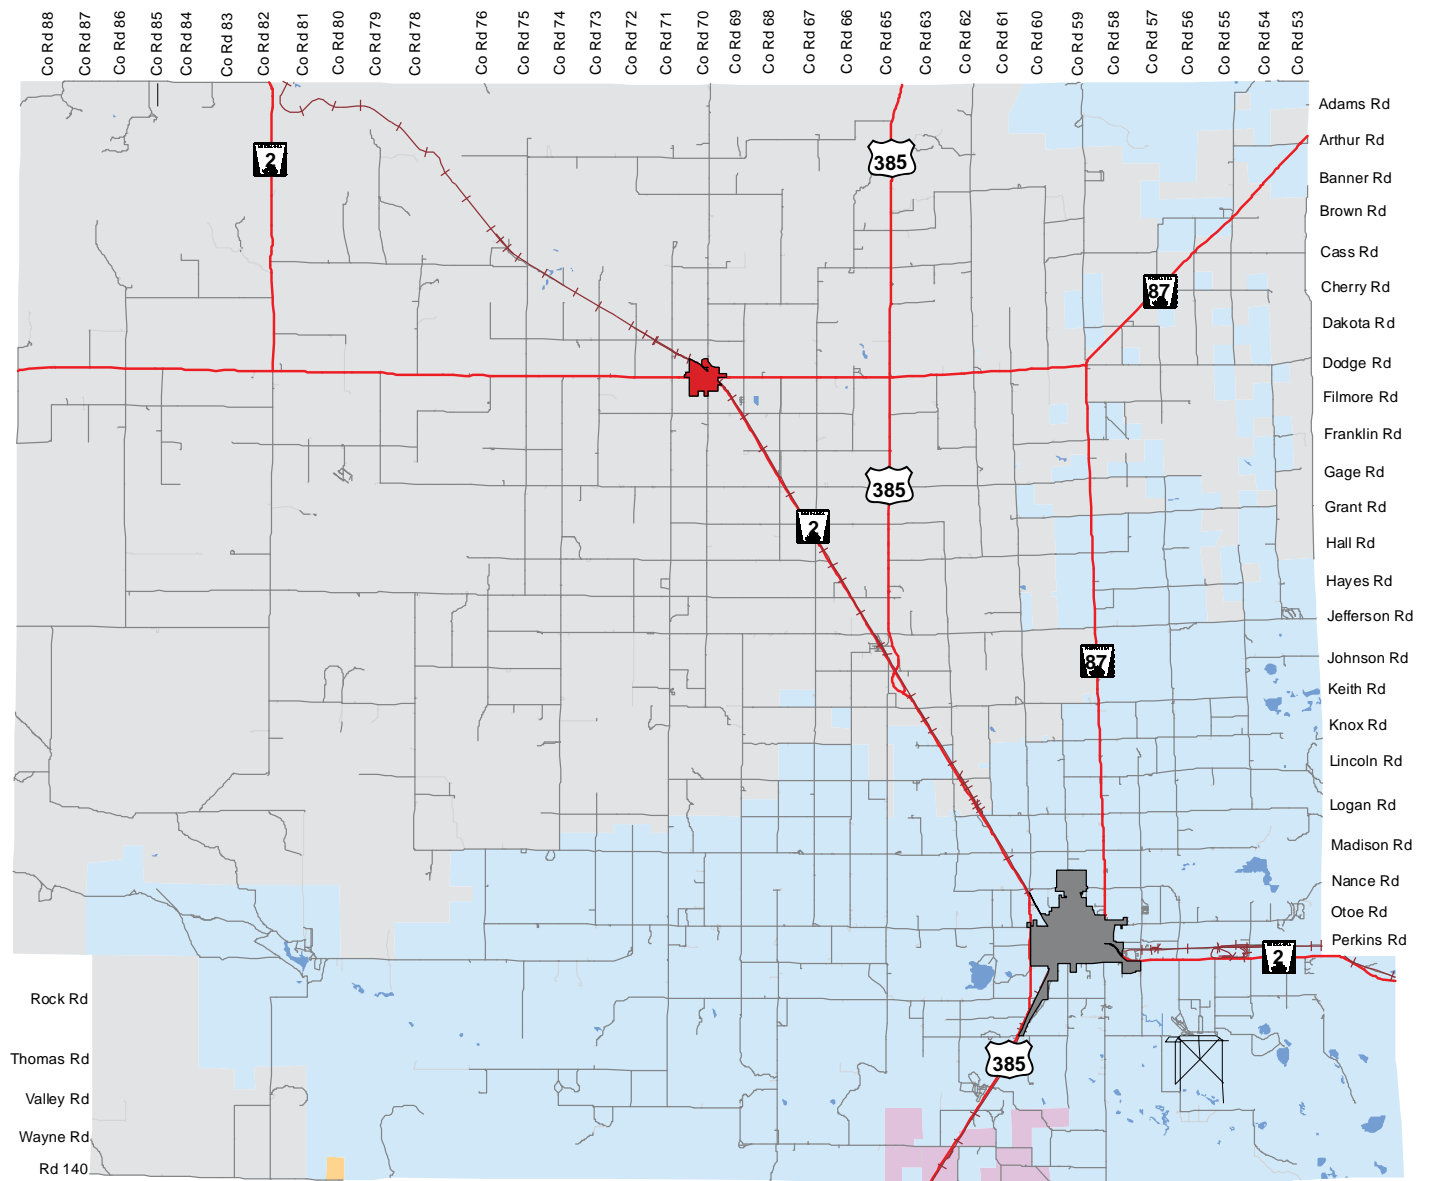 Co Rd 88
Co Rd 87
Co Rd 86
Co Rd 85
Co Rd 84
Co Rd 83
Co Rd 82
Co Rd 81
Co Rd 80
Co Rd 79
Co Rd 78
Co Rd 76
Co Rd 75
Co Rd 74
Co Rd 73
Co Rd 72
Co Rd 71
Co Rd 70
Co Rd 69
Co Rd 68
Co Rd 67
Co Rd 66
Co Rd 65
Co Rd 63
Co Rd 62
Co Rd 61
Co Rd 60
Co Rd 59
Co Rd 58
Co Rd 57
Co Rd 56
Co Rd 55
Co Rd 54
Co Rd 53
Adams Rd
Arthur Rd
2
385
Banner Rd
Brown Rd
Cass Rd
Cherry Rd
87
Dakota Rd
Dodge Rd
Filmore Rd
Franklin Rd
Gage Rd
385
Grant Rd
2
Hall Rd
Hayes Rd
Jefferson Rd
Johnson Rd
87
Keith Rd
Knox Rd
Lincoln Rd
Logan Rd
Madison Rd
Nance Rd
Otoe Rd
Perkins Rd
2
Rock Rd
Thomas Rd
385
Valley Rd
Wayne Rd
Rd 140